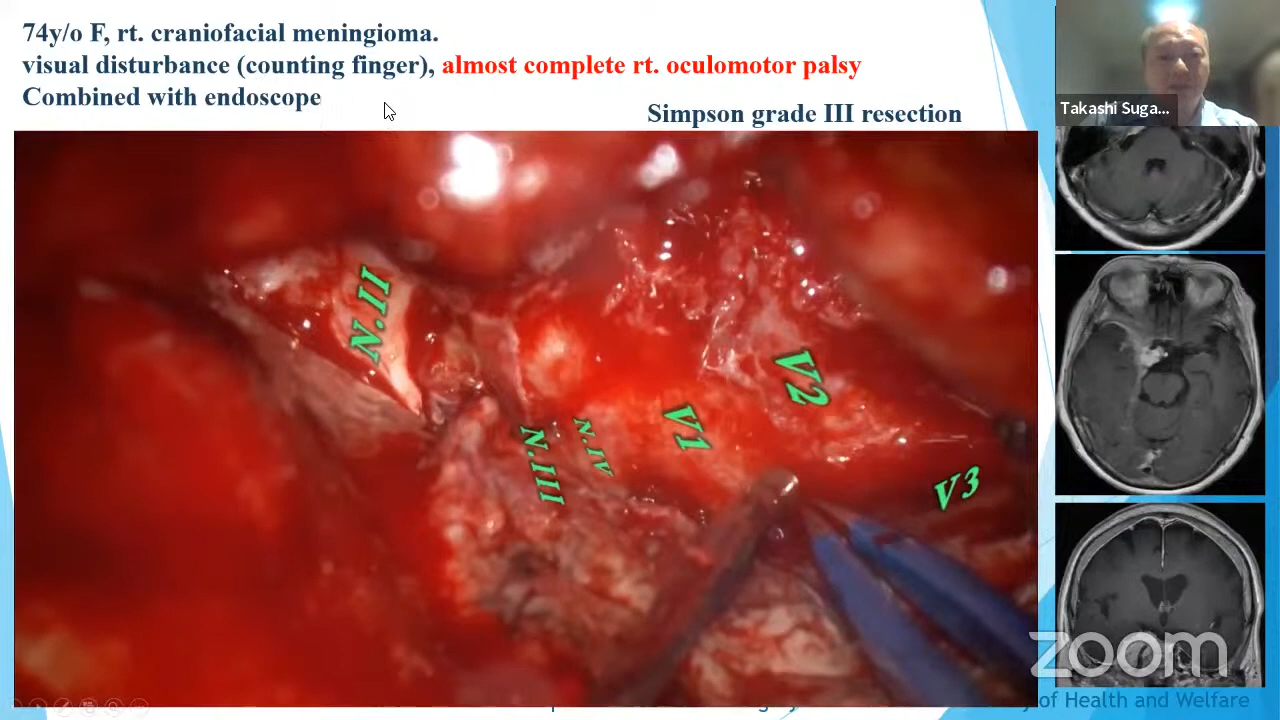 74y/o F, rt. craniofacial meningioma.
visual disturbance (counting finger), almost complete rt. oculomotor palsy
Combined with endoscope
Simpson grade III resection
Takashi Suga...
II.N
N.III
N.IV
V1
V2
V3
zoom
y of Health and Welfare